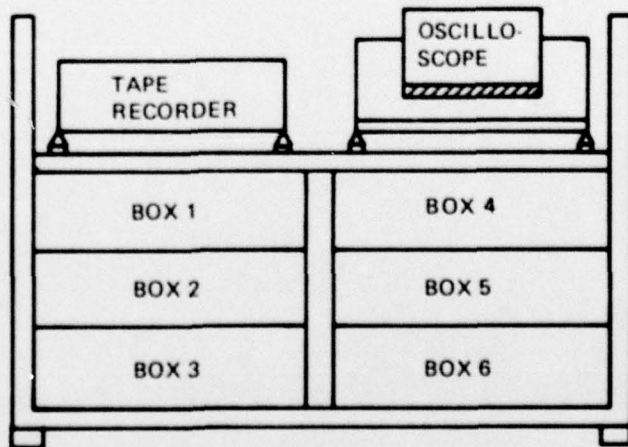 OSCILLO-
SCOPE
TAPE
RECORDER
BOX 1
BOX 4
BOX 2
BOX 5
BOX 3
BOX 6